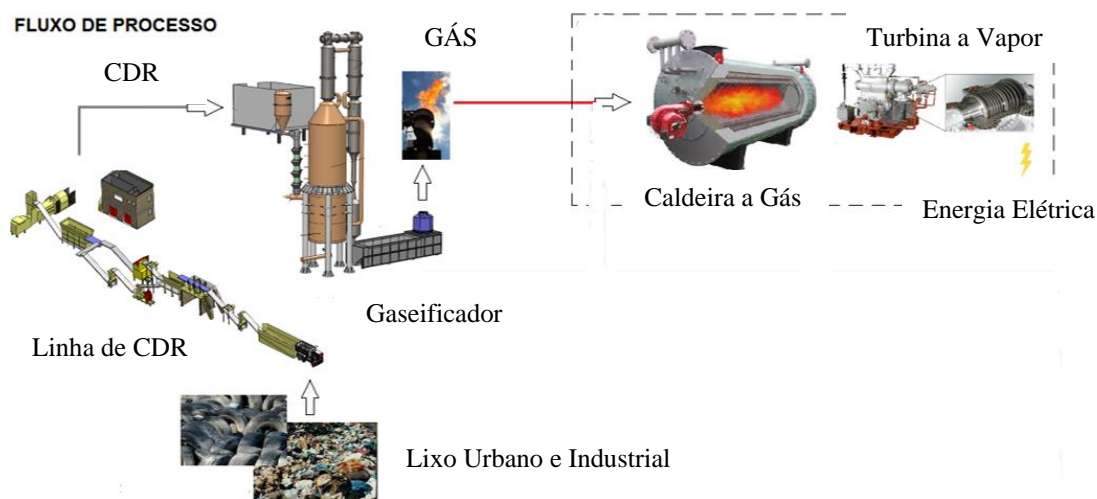 FLUXO DE PROCESSO
CDR
GÁS
Turbina a Vapor
Caldeira a Gás
Energia Elétrica
Gaseificador
Linha de CDR
Lixo Urbano e Industrial